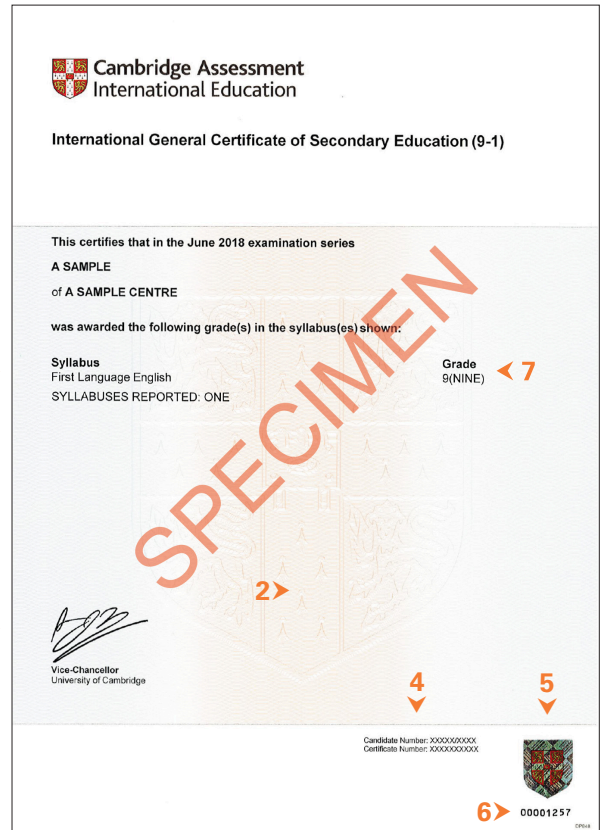 Cambridge Assessment
International Education
International General Certificate of Secondary Education (9-1)
This certifies that in the June 2018 examination series
A SAMPLE
of A SAMPLE CENTRE
was awarded the following grade(s) in the syllabus(es) shown:
Syllabus Grade
First Language English 9(NINE) 7
SYLLABUSES REPORTED: ONE
SPECIMEN
2
Vice-Chancellor
University of Cambridge
4 5
Candidate Number: XXXXX/XXXX
Certificate Number: XXXXXXXXXX
6 00001257